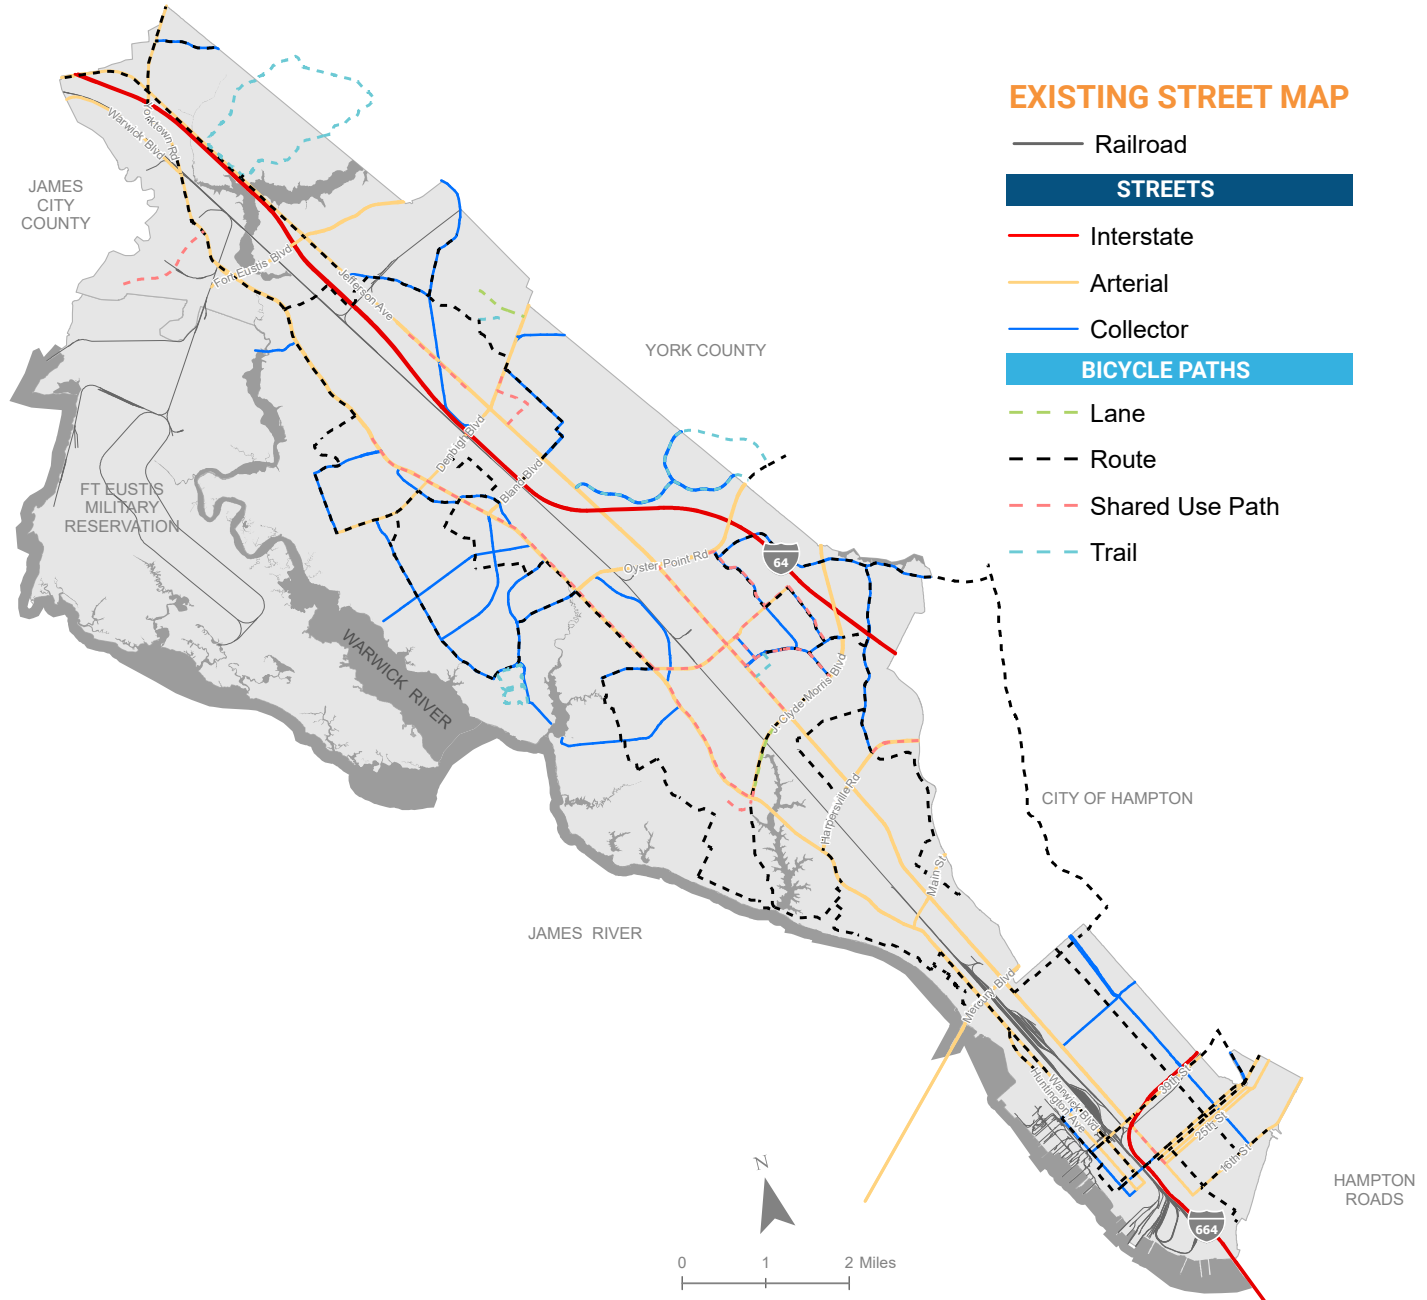 EXISTING STREET MAP
Railroad
STREETS
Interstate
Arterial
Collector
BICYCLE PATHS
Lane
Route
Shared Use Path
Trail
Yorktown Rd
Warwick Blvd
JAMES
CITY
COUNTY
Fort Eustis Blvd
Jefferson Ave
YORK COUNTY
Denbigh Blvd
Bland Blvd
FT EUSTIS
MILITARY
RESERVATION
Oyster Point Rd
64
WARWICK RIVER
J. Clyde Morris Blvd
Harpersville Rd
CITY OF HAMPTON
Main St
JAMES RIVER
Mercury Blvd
Warwick Blvd
Huntington Ave
39th St
25th St
16th St
HAMPTON
ROADS
664
N
0 1 2 Miles